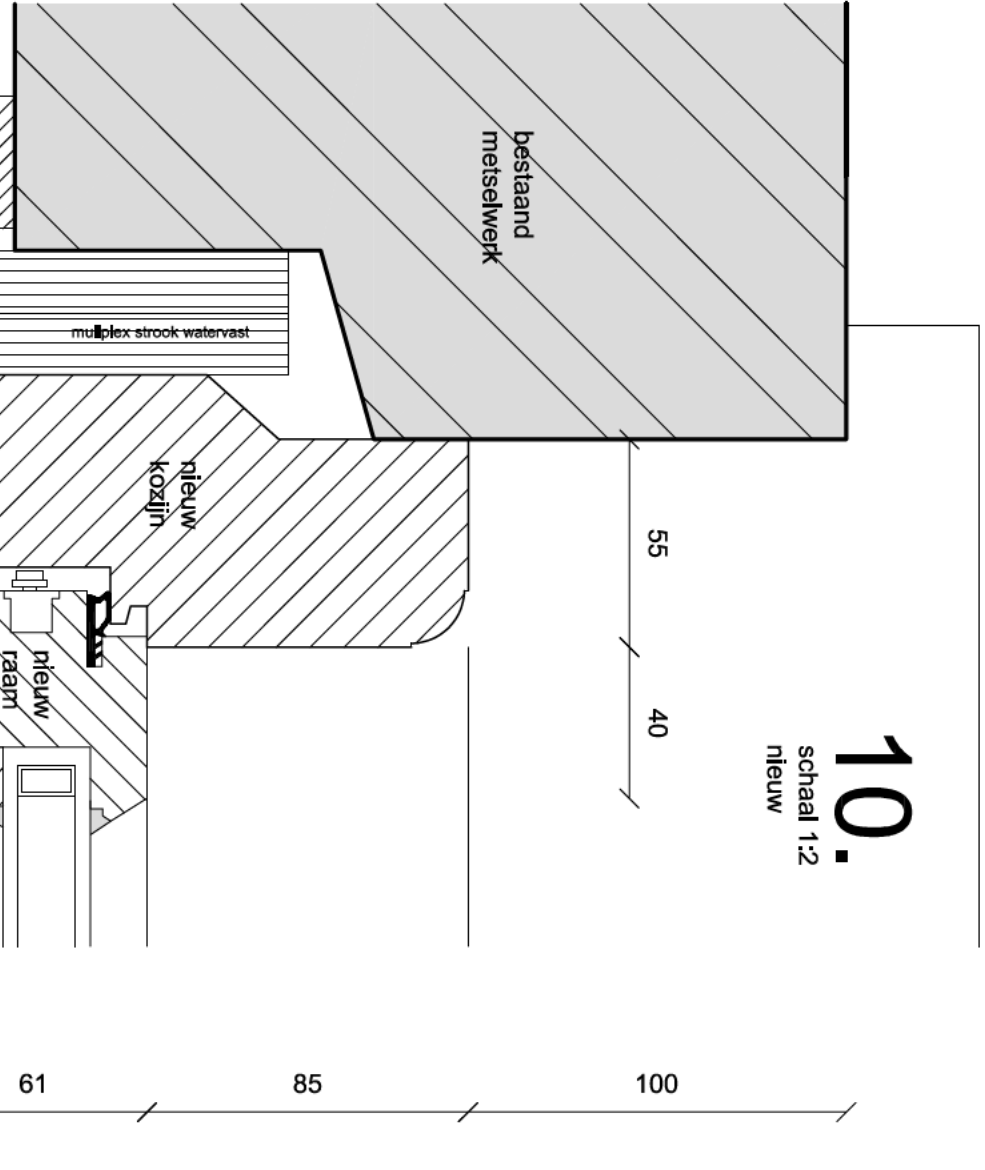 bestaand
metselwerk
multiplex strook watervast
nieuw
kozijn
nieuw
raam
55
40
10.
schaal 1:2
nieuw
61
85
100